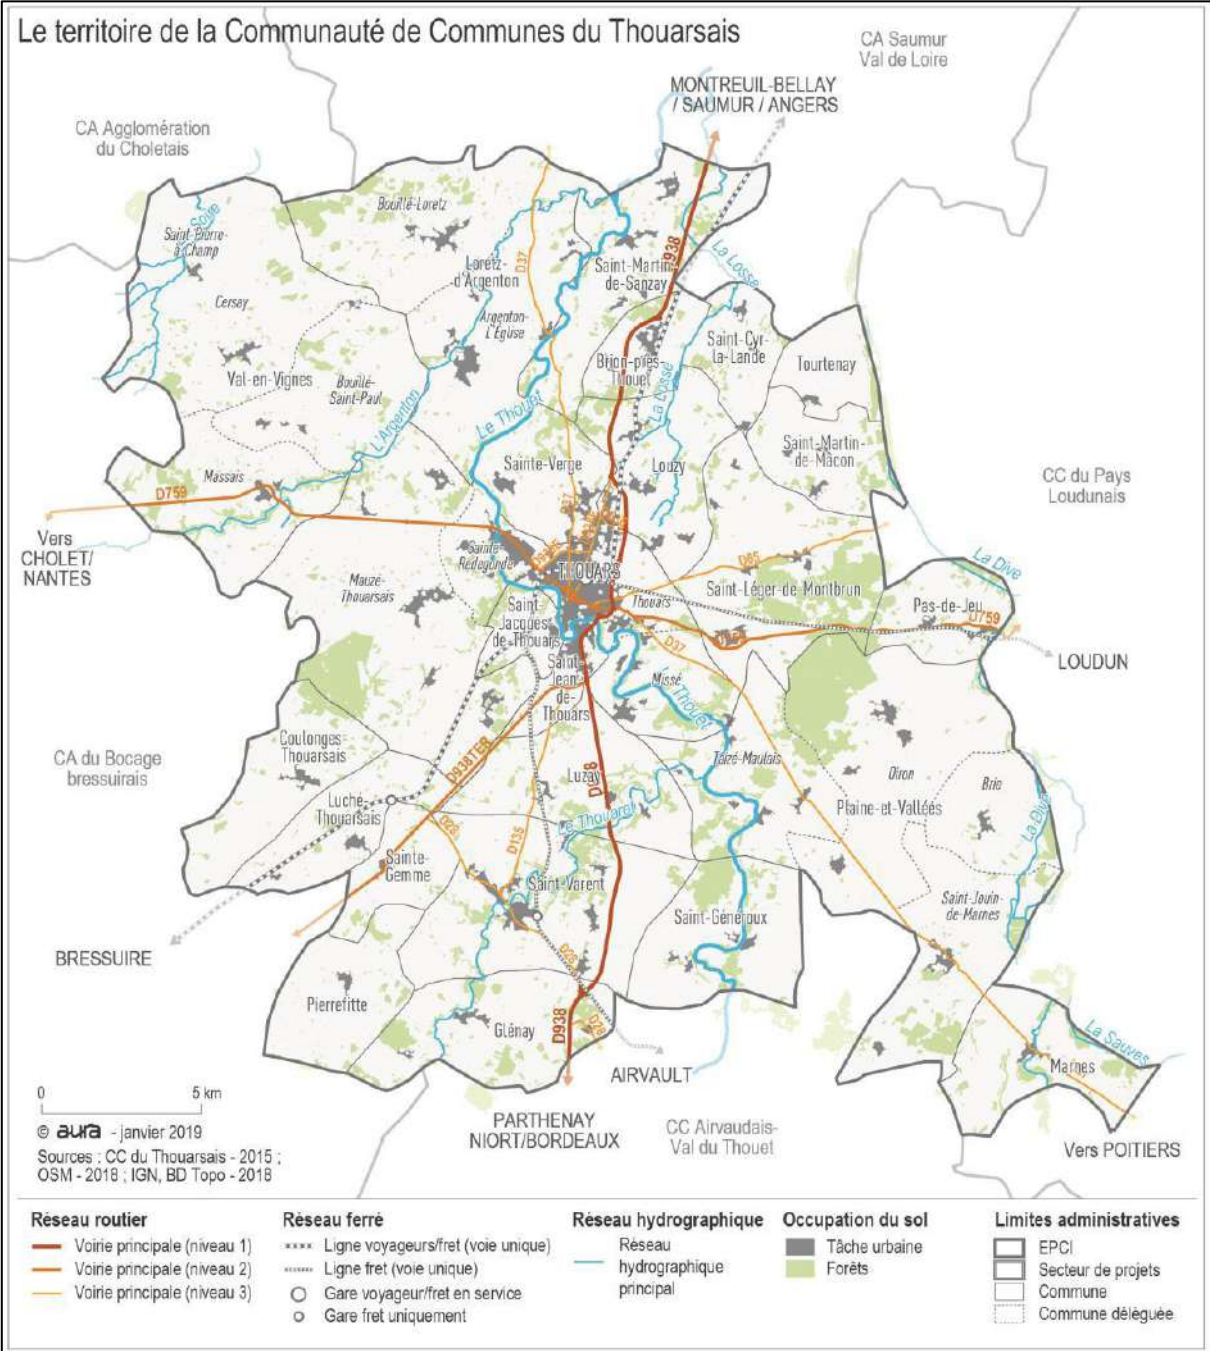 Le territoire de la Communauté de Communes du Thouarsais
CA Saumur
Val de Loire
MONTREUIL-BELLAY
/ SAUMUR / ANGERS
CA Agglomération
du Choletais
Bouillé-Loretz
Saint-Pierre-
à-Champ
Loretz-
d'Argenton
D37
Saint-Martin-
de-Sanzay
La Losse
Cersay
Argenton-
L'Église
Saint-Cyr-
la-Lande
Brion-près-
Thouet
Tourtenay
Val-en-Vignes
Bouillé-
Saint-Paul
L'Argenton
Le Thouet
La Losse
Saint-Martin-
de-Mâcon
Sainte-Verge
Louzy
CC du Pays
Loudunais
Massais
D759
D37
Vers
CHOLET/
NANTES
Sainte-
Radegonde
THOUARS
D65
La Dive
Saint-Léger-de-Montbrun
Mauzé-
Thouarsais
Thouars
Pas-de-Jeu
D759
Saint-
Jacques-
de-Thouars
D37
LOUDUN
Saint-
Jean-
de-
Thouars
Missé
Thouet
Coulonges-
Thouarsais
CA du Bocage
bressuirais
D938TER
Taizé-Maulais
Luzay
Oiron
Brie
Luché-
Thouarsais
Plaine-et-Vallées
Le Thouaret
La Dive
D28
D135
Sainte-
Gemme
Saint-Varent
Saint-Jouin-
de-Marnes
Saint-Généroux
BRESSUIRE
D28
Pierrefitte
Glénay
D938
D28
La Sauves
Marnes
AIRVAULT
0 5 km
PARTHENAY
NIORT/BORDEAUX
CC Airvaudais-
Val du Thouet
Vers POITIERS
© aura - janvier 2019
Sources : CC du Thouarsais - 2015 ;
OSM - 2018 ; IGN, BD Topo - 2018
Réseau routier
Voirie principale (niveau 1)
Voirie principale (niveau 2)
Voirie principale (niveau 3)
Réseau ferré
Ligne voyageurs/fret (voie unique)
Ligne fret (voie unique)
Gare voyageur/fret en service
Gare fret uniquement
Réseau hydrographique
Réseau
hydrographique
principal
Occupation du sol
Tâche urbaine
Forêts
Limites administratives
EPCI
Secteur de projets
Commune
Commune déléguée